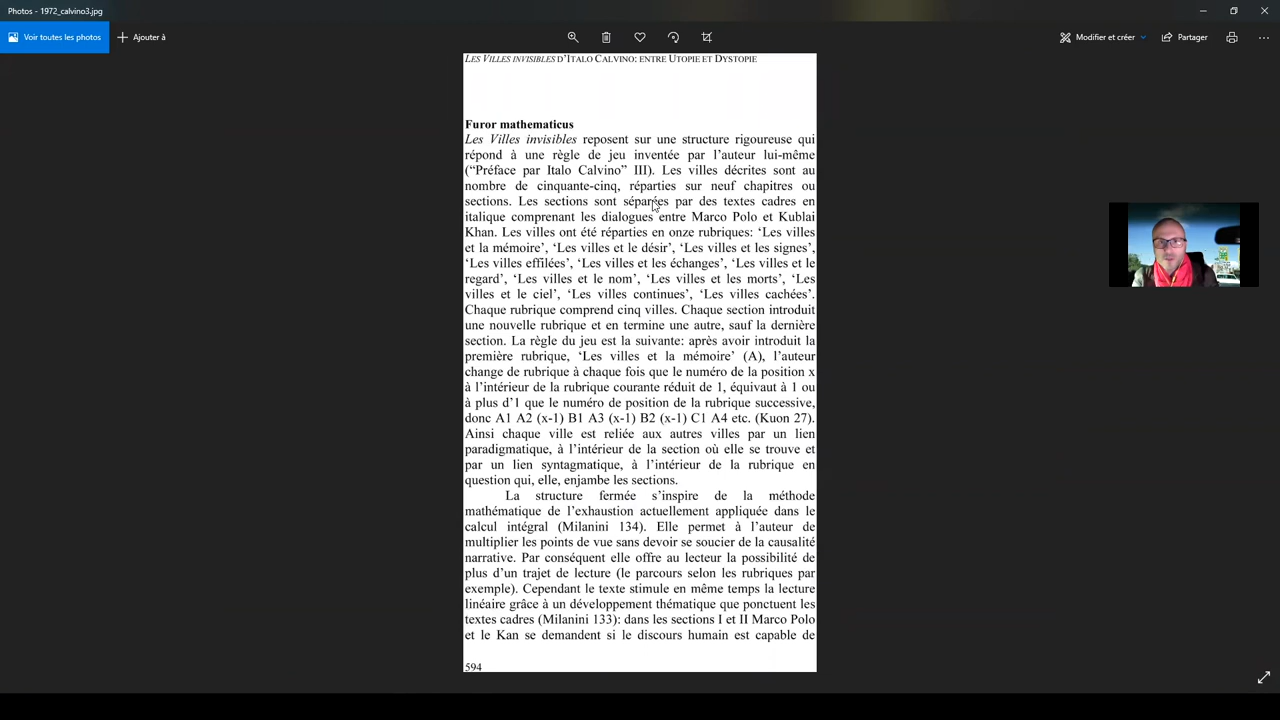 Photos - 1972_calvino3.jpg
Voir toutes les photos
Ajouter à
Modifier et créer
Partager
LES VILLES INVISIBLES D’ITALO CALVINO: ENTRE UTOPIE ET DYSTOPIE
Furor mathematicus
Les Villes invisibles reposent sur une structure rigoureuse qui
répond à une règle de jeu inventée par l’auteur lui-même
(“Préface par Italo Calvino” III). Les villes décrites sont au
nombre de cinquante-cinq, réparties sur neuf chapitres ou
sections. Les sections sont séparées par des textes cadres en
italique comprenant les dialogues entre Marco Polo et Kublai
Khan. Les villes ont été réparties en onze rubriques: ‘Les villes
et la mémoire’, ‘Les villes et le désir’, ‘Les villes et les signes’,
‘Les villes effilées’, ‘Les villes et les échanges’, ‘Les villes et le
regard’, ‘Les villes et le nom’, ‘Les villes et les morts’, ‘Les
villes et le ciel’, ‘Les villes continues’, ‘Les villes cachées’.
Chaque rubrique comprend cinq villes. Chaque section introduit
une nouvelle rubrique et en termine une autre, sauf la dernière
section. La règle du jeu est la suivante: après avoir introduit la
première rubrique, ‘Les villes et la mémoire’ (A), l’auteur
change de rubrique à chaque fois que le numéro de la position x
à l’intérieur de la rubrique courante réduit de 1, équivaut à 1 ou
à plus d’1 que le numéro de position de la rubrique successive,
donc A1 A2 (x-1) B1 A3 (x-1) B2 (x-1) C1 A4 etc. (Kuon 27).
Ainsi chaque ville est reliée aux autres villes par un lien
paradigmatique, à l’intérieur de la section où elle se trouve et
par un lien syntagmatique, à l’intérieur de la rubrique en
question qui, elle, enjambe les sections.
La structure fermée s’inspire de la méthode
mathématique de l’exhaustion actuellement appliquée dans le
calcul intégral (Milanini 134). Elle permet à l’auteur de
multiplier les points de vue sans devoir se soucier de la causalité
narrative. Par conséquent elle offre au lecteur la possibilité de
plus d’un trajet de lecture (le parcours selon les rubriques par
exemple). Cependant le texte stimule en même temps la lecture
linéaire grâce à un développement thématique que ponctuent les
textes cadres (Milanini 133): dans les sections I et II Marco Polo
et le Kan se demandent si le discours humain est capable de
594